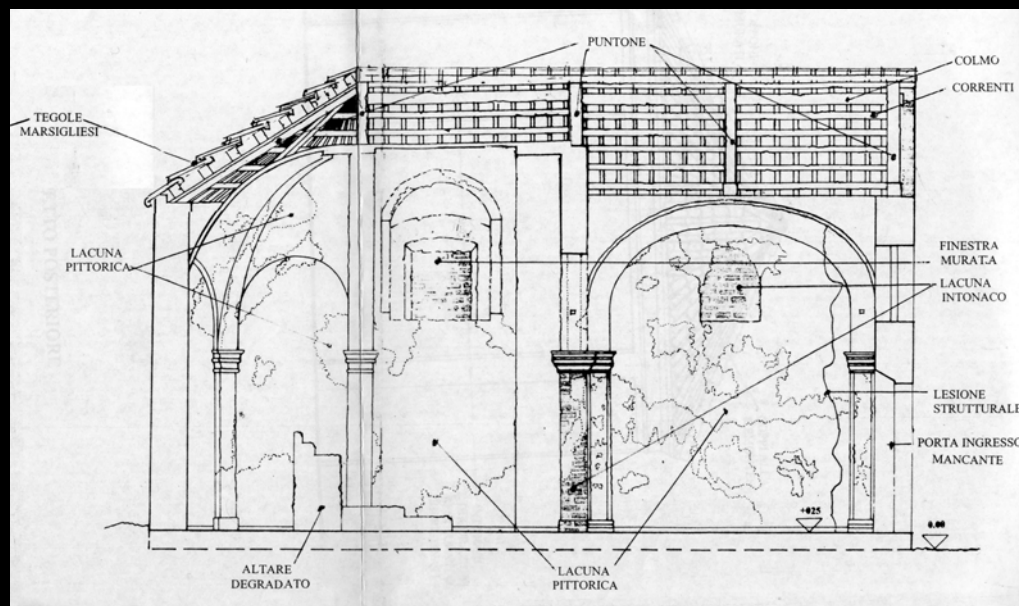 PUNTONE
COLMO
CORRENTI
TEGOLE
MARSIGLIESI
LACUNA
PITTORICA
FINESTRA
MURATA
LACUNA
INTONACO
LESIONE
STRUTTURALE
PORTA INGRESSO
MANCANTE
+025
0.00
ALTARE
DEGRADATO
LACUNA
PITTORICA